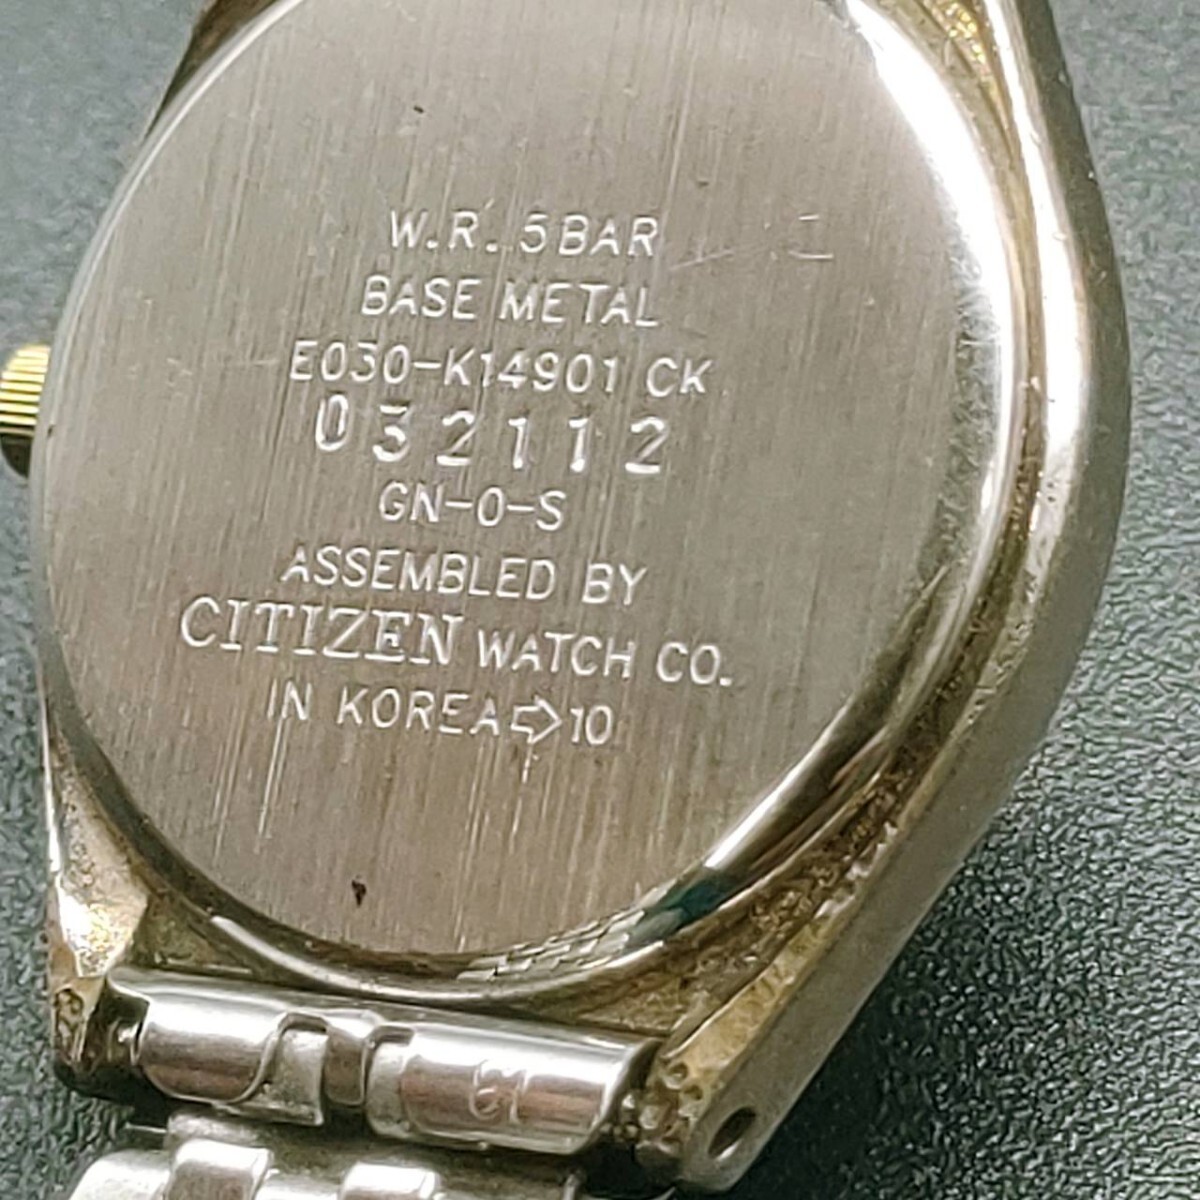 W.R. 5BAR
BASE METAL
E030-K14901 CK
032112
GN-0-S
ASSEMBLED BY
CITIZEN WATCH CO.
IN KOREA⇨10